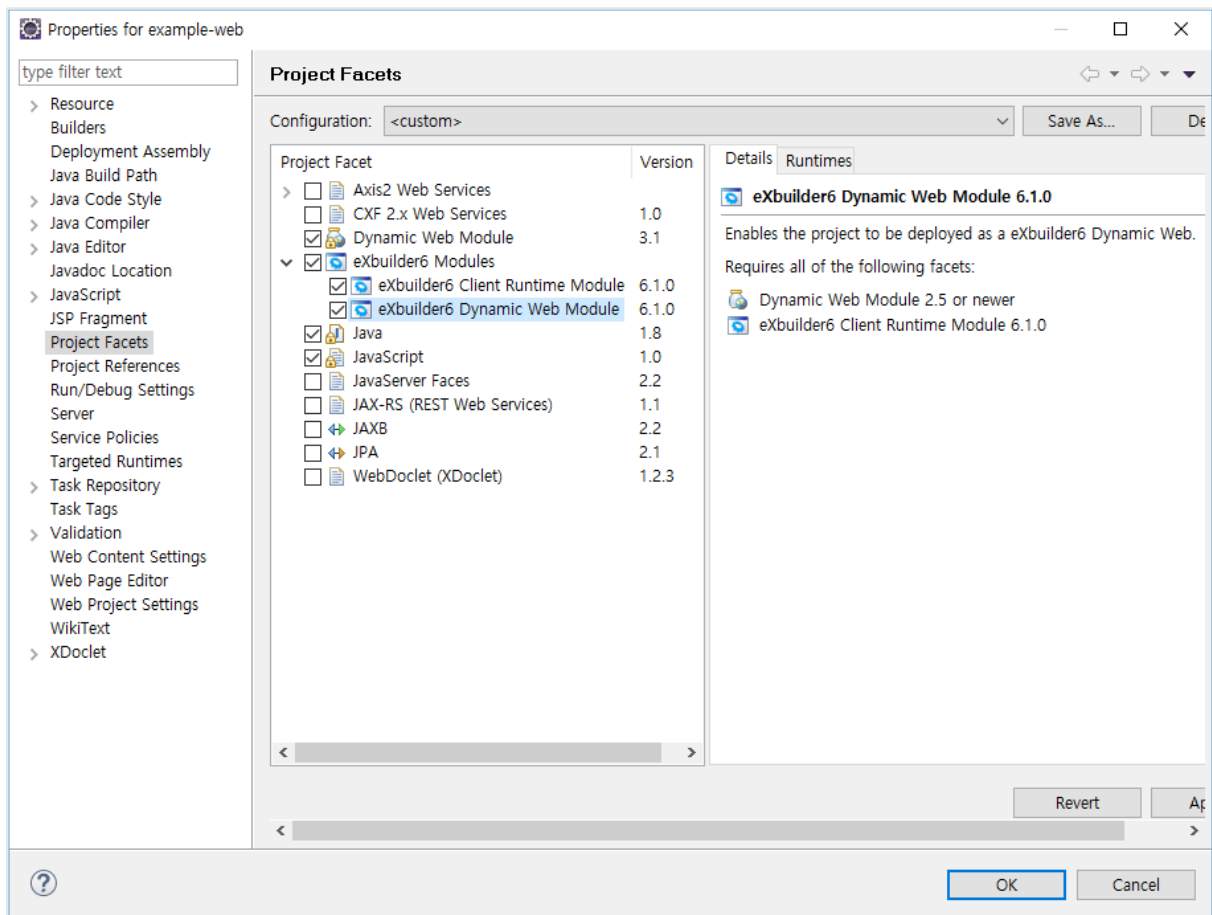 Properties for example-web
type filter text
Resource
Builders
Deployment Assembly
Java Build Path
Java Code Style
Java Compiler
Java Editor
Javadoc Location
JavaScript
JSP Fragment
Project Facets
Project References
Run/Debug Settings
Server
Service Policies
Targeted Runtimes
Task Repository
Task Tags
Validation
Web Content Settings
Web Page Editor
Web Project Settings
WikiText
XDoclet
Project Facets
Configuration: <custom> Save As... De
Project Facet Version
Axis2 Web Services
CXF 2.x Web Services 1.0
Dynamic Web Module 3.1
eXbuilder6 Modules
eXbuilder6 Client Runtime Module 6.1.0
eXbuilder6 Dynamic Web Module 6.1.0
Java 1.8
JavaScript 1.0
JavaServer Faces 2.2
JAX-RS (REST Web Services) 1.1
JAXB 2.2
JPA 2.1
WebDoclet (XDoclet) 1.2.3
Details Runtimes
eXbuilder6 Dynamic Web Module 6.1.0
Enables the project to be deployed as a eXbuilder6 Dynamic Web.
Requires all of the following facets:
Dynamic Web Module 2.5 or newer
eXbuilder6 Client Runtime Module 6.1.0
Revert Ap
OK Cancel